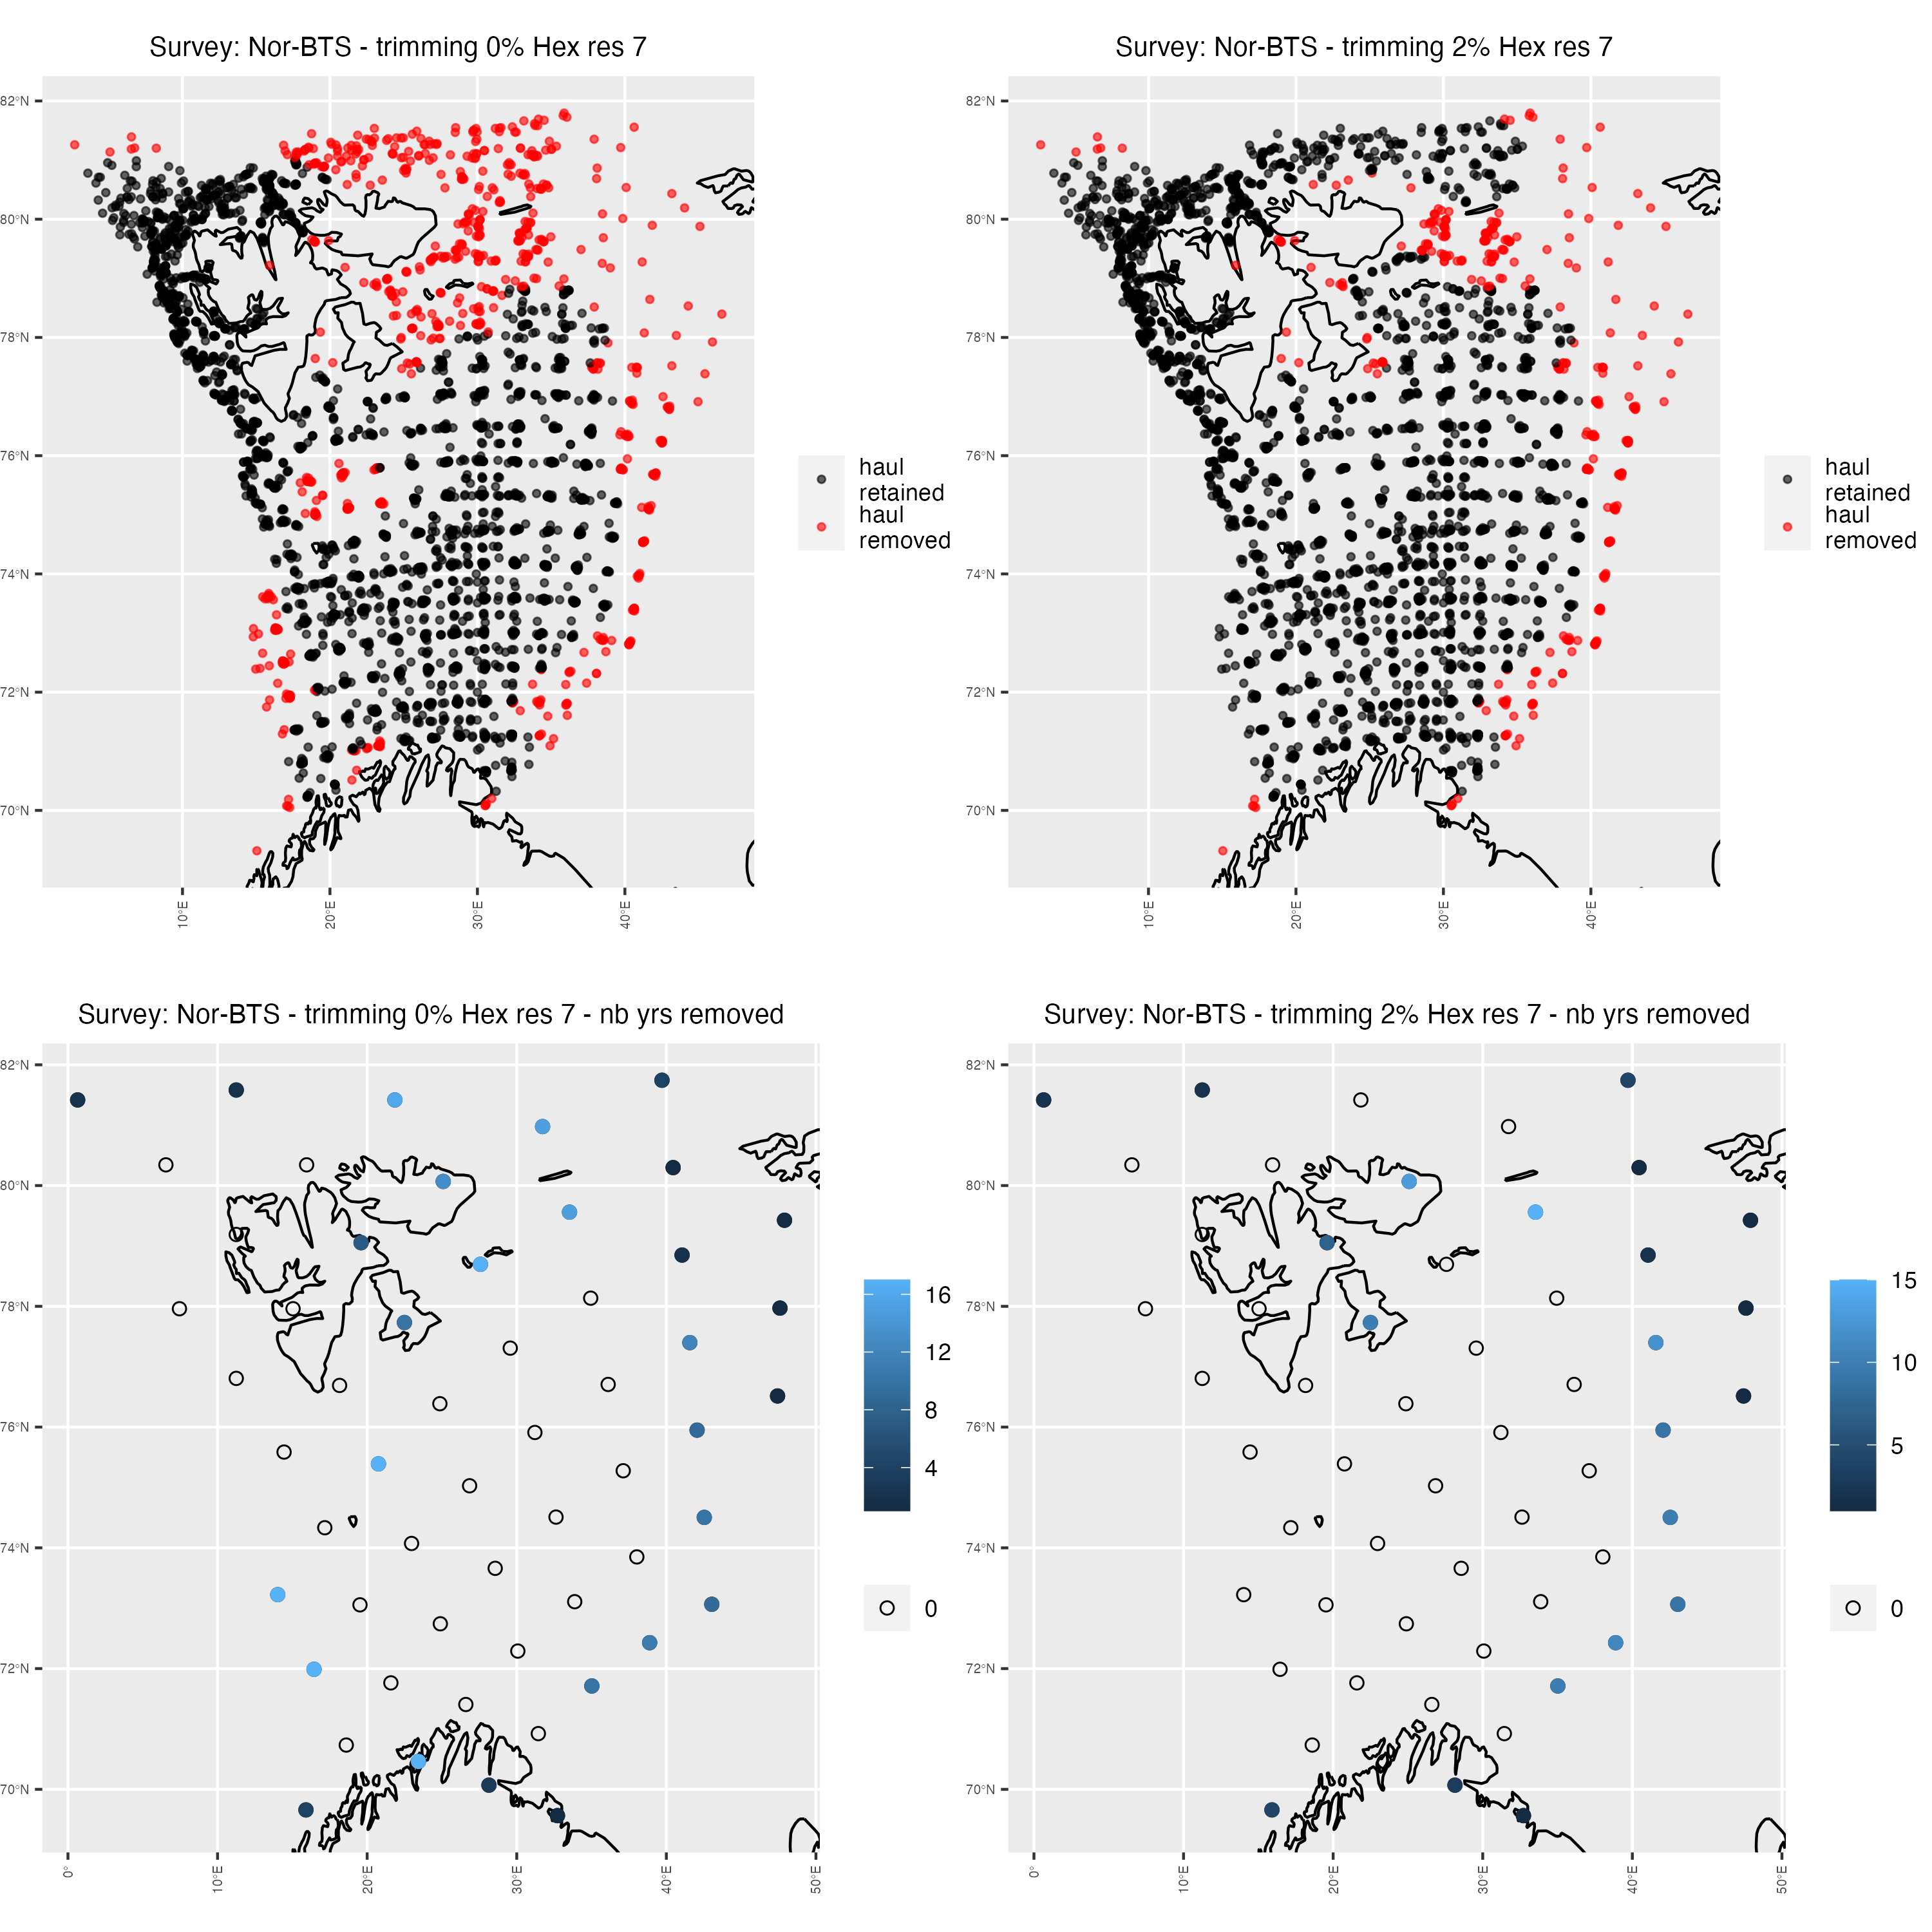 Survey: Nor-BTS - trimming 0% Hex res 7
82°N
80°N
78°N
76°N
74°N
72°N
70°N
10°E
20°E
30°E
40°E
haul
retained
haul
removed
Survey: Nor-BTS - trimming 2% Hex res 7
82°N
80°N
78°N
76°N
74°N
72°N
70°N
10°E
20°E
30°E
40°E
haul
retained
haul
removed
Survey: Nor-BTS - trimming 0% Hex res 7 - nb yrs removed
82°N
80°N
78°N
76°N
74°N
72°N
70°N
0°
10°E
20°E
30°E
40°E
50°E
16
12
8
4
0
Survey: Nor-BTS - trimming 2% Hex res 7 - nb yrs removed
82°N
80°N
78°N
76°N
74°N
72°N
70°N
0°
10°E
20°E
30°E
40°E
50°E
15
10
5
0